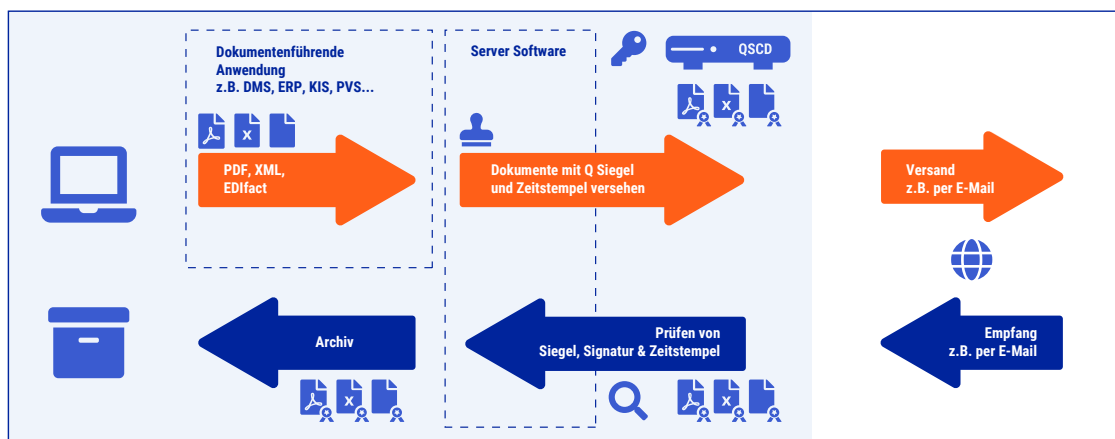 Dokumentenführende
Anwendung
z.B. DMS, ERP, KIS, PVS...
Server Software
QSCD
X
X
PDF, XML,
EDIfact
Dokumente mit Q Siegel
und Zeitstempel versehen
Versand
z.B. per E-Mail
Archiv
Prüfen von
Siegel, Signatur & Zeitstempel
Empfang
z.B. per E-Mail
X
X